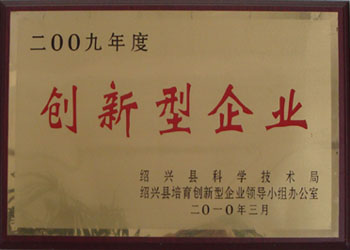 二00九年度
创新型企业
绍兴县科学技术局
绍兴县培育创新型企业领导小组办公室
二0一0年三月